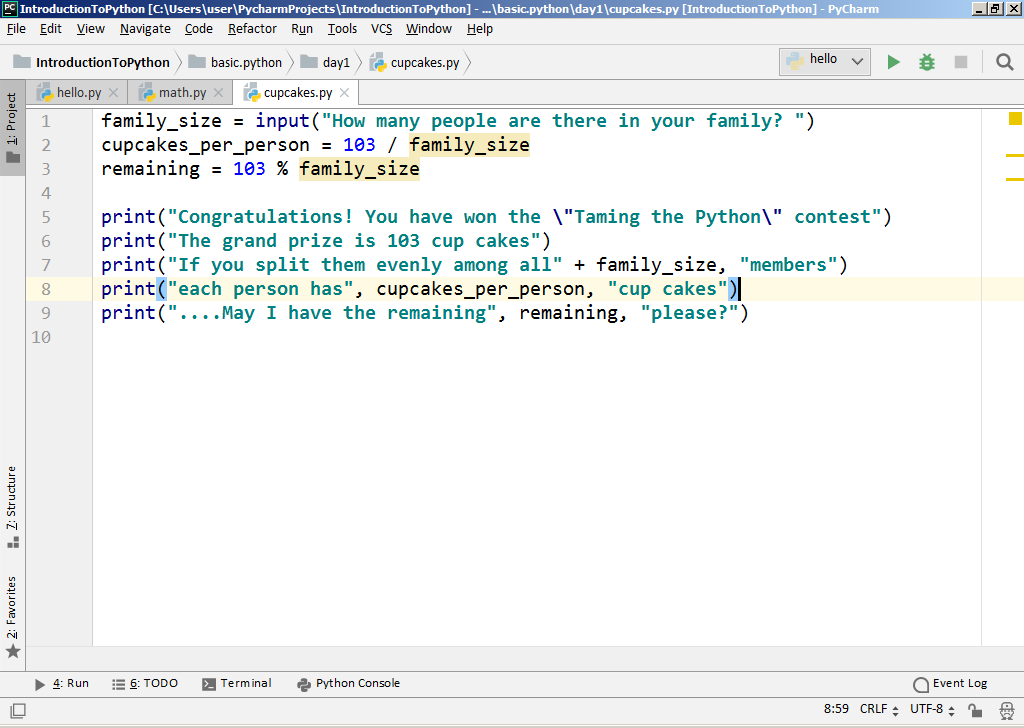 PC IntroductionToPython [C:\Users\user\PycharmProjects\IntroductionToPython] - ...\basic.python\day1\cupcakes.py [IntroductionToPython] - PyCharm
File Edit View Navigate Code Refactor Run Tools VCS Window Help
IntroductionToPython basic.python day1 cupcakes.py hello
hello.py math.py cupcakes.py
1: Project
1 family_size = input("How many people are there in your family? ")
2 cupcakes_per_person = 103 / family_size
3 remaining = 103 % family_size
4
5 print("Congratulations! You have won the \"Taming the Python\" contest")
6 print("The grand prize is 103 cup cakes")
7 print("If you split them evenly among all" + family_size, "members")
8 print("each person has", cupcakes_per_person, "cup cakes")
9 print("....May I have the remaining", remaining, "please?")
10
7: Structure
2: Favorites
4: Run 6: TODO Terminal Python Console Event Log
8:59 CRLF UTF-8